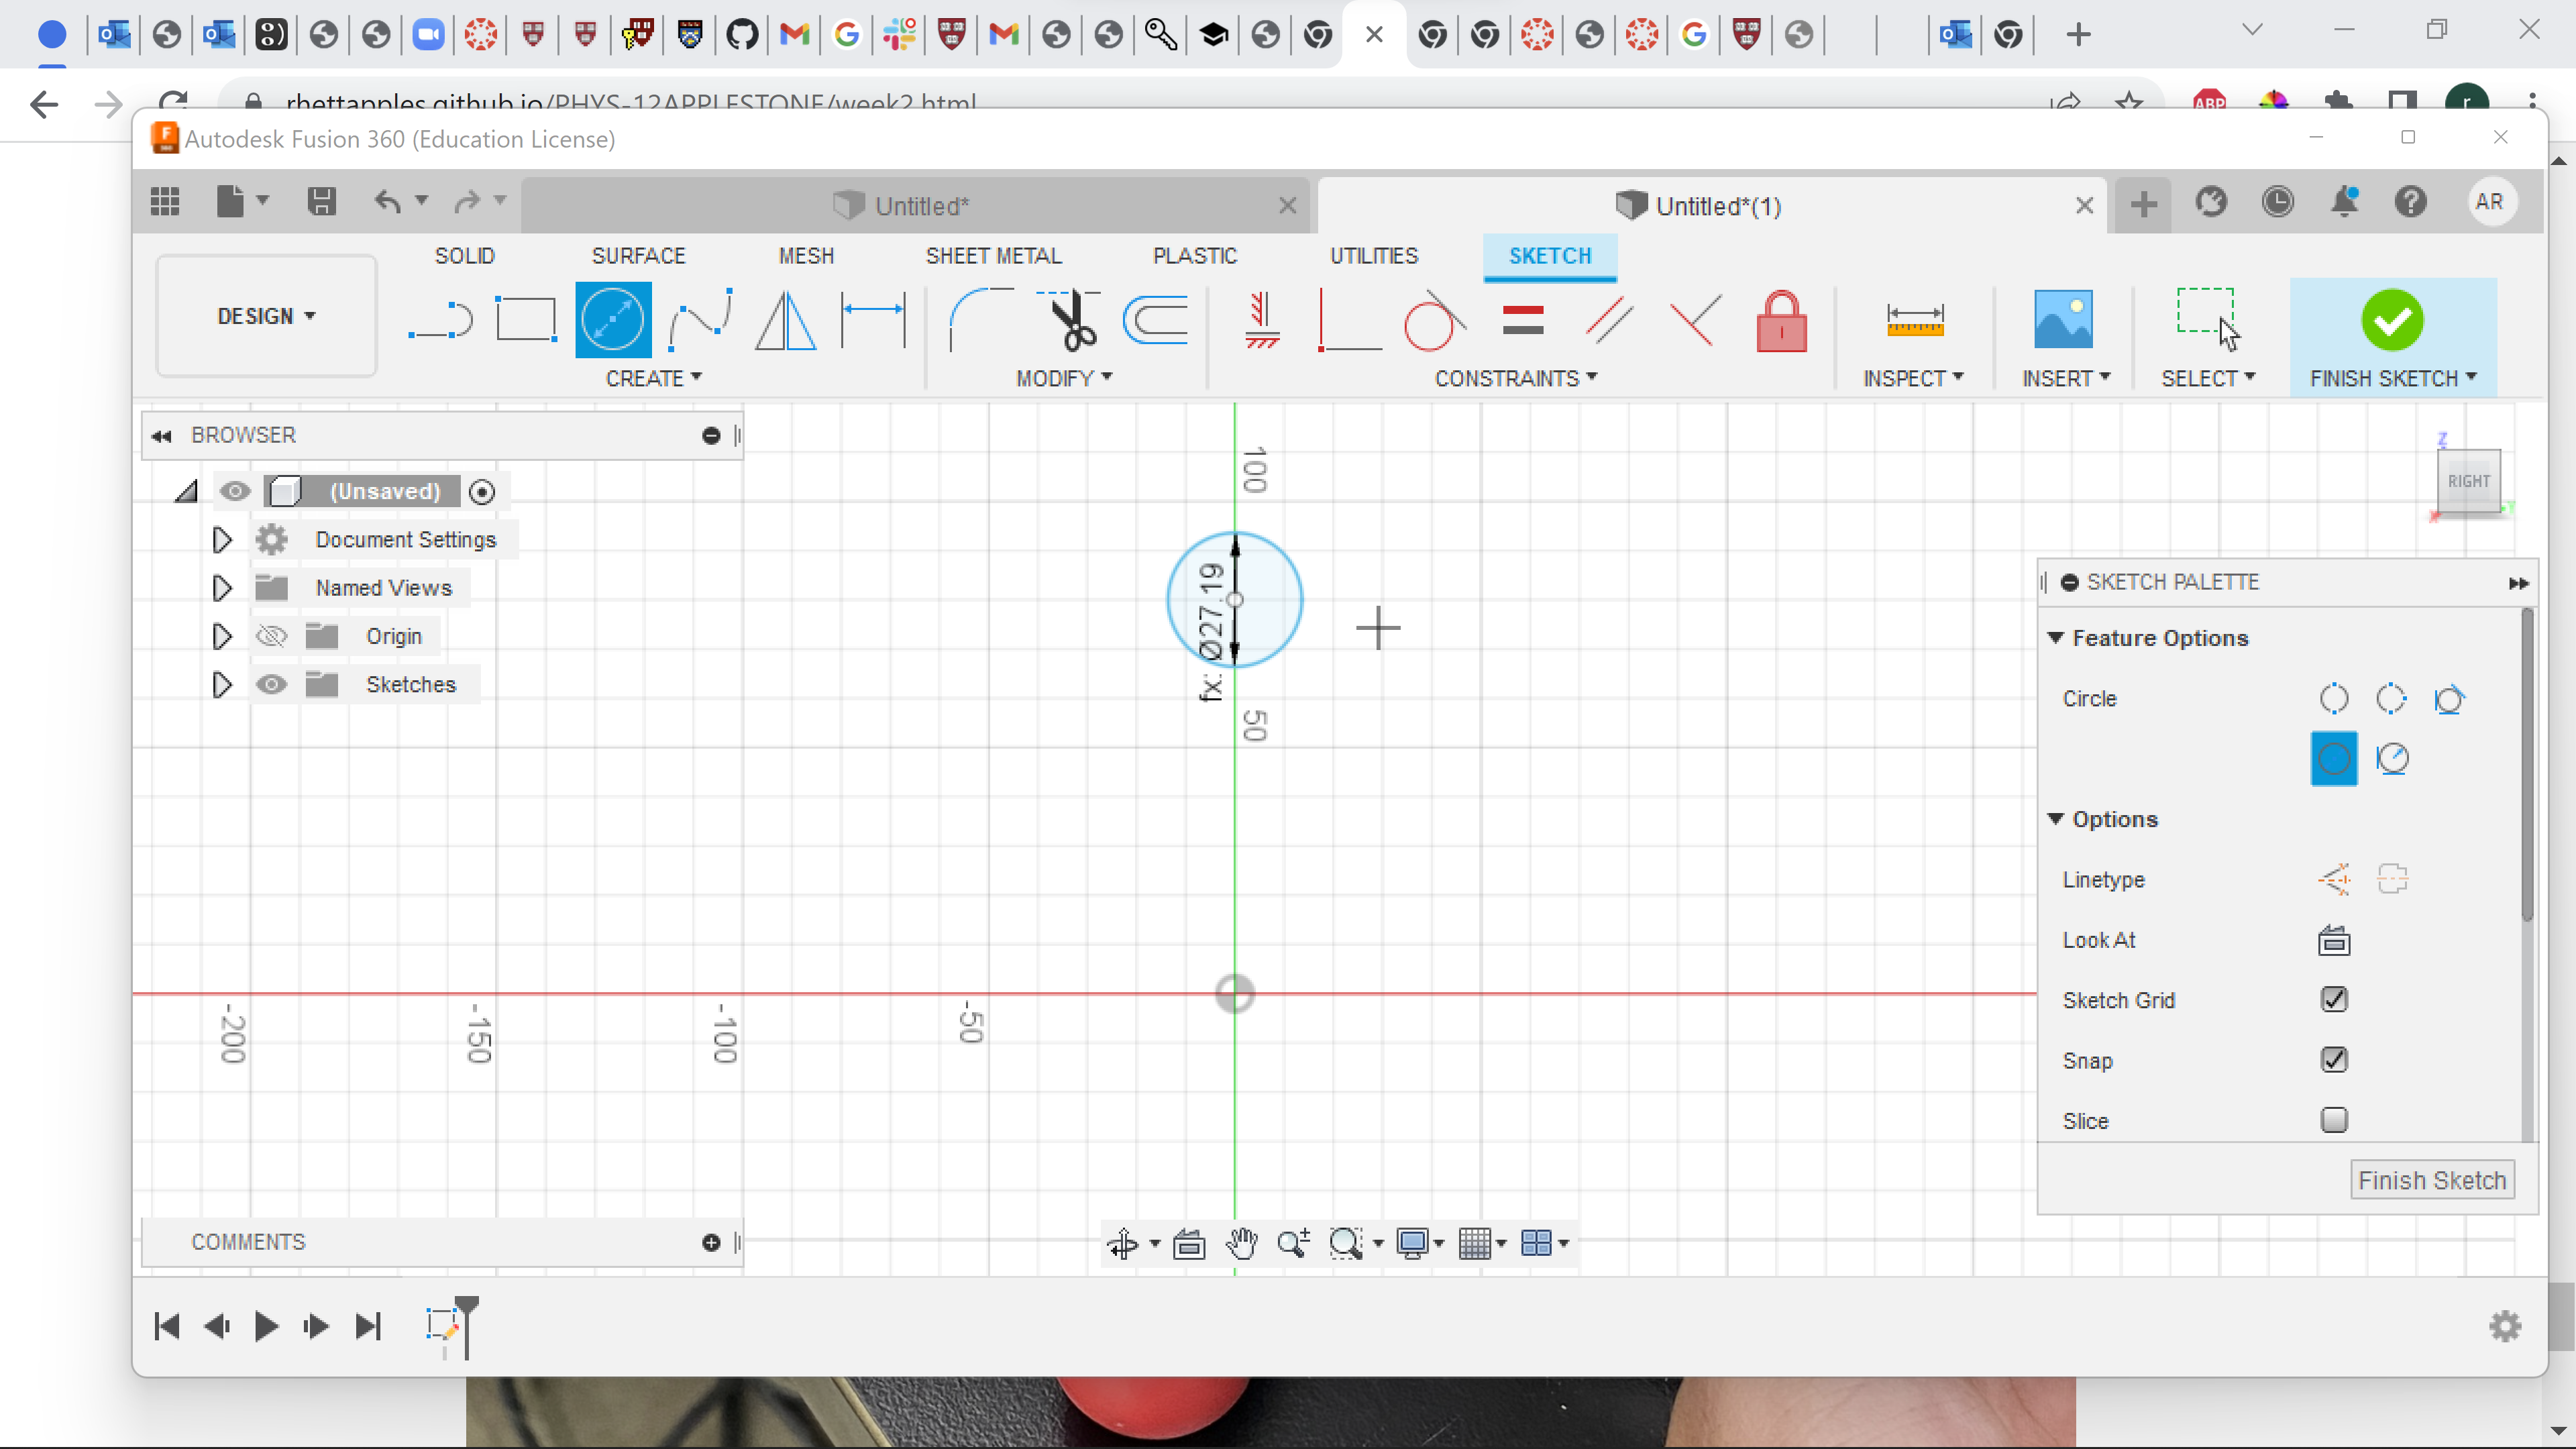 rhettapples.github.io/PHYS-12APPLESTONE/week2.html
ABP
r
Autodesk Fusion 360 (Education License)
Untitled*
Untitled*(1)
AR
SOLID
SURFACE
MESH
SHEET METAL
PLASTIC
UTILITIES
SKETCH
DESIGN
CREATE
MODIFY
CONSTRAINTS
INSPECT
INSERT
SELECT
FINISH SKETCH
BROWSER
(Unsaved)
Document Settings
Named Views
Origin
Sketches
100
fx: Ø27.19
50
-200
-150
-100
-50
Z
RIGHT
SKETCH PALETTE
Feature Options
Circle
Options
Linetype
Look At
Sketch Grid
Snap
Slice
Finish Sketch
COMMENTS